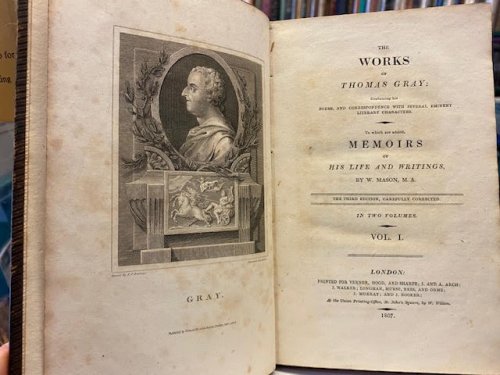 GRAY.
THE
WORKS
OF
THOMAS GRAY:
Containing his
POEMS, AND CORRESPONDENCE WITH SEVERAL EMINENT
LITERARY CHARACTERS.
To which are added,
MEMOIRS
OF
HIS LIFE AND WRITINGS,
BY W. MASON, M.A.
THE THIRD EDITION, CAREFULLY CORRECTED.
IN TWO VOLUMES.
VOL. I.
LONDON:
PRINTED FOR VERNOR, HOOD, AND SHARPE; J. AND A. ARCH;
J. WALKER; LONGMAN, HURST, REES, AND ORME;
J. MURRAY; AND J. BOOKER;
At the Union Printing-Office, St. John's Square, by W. Wilson.
1807.